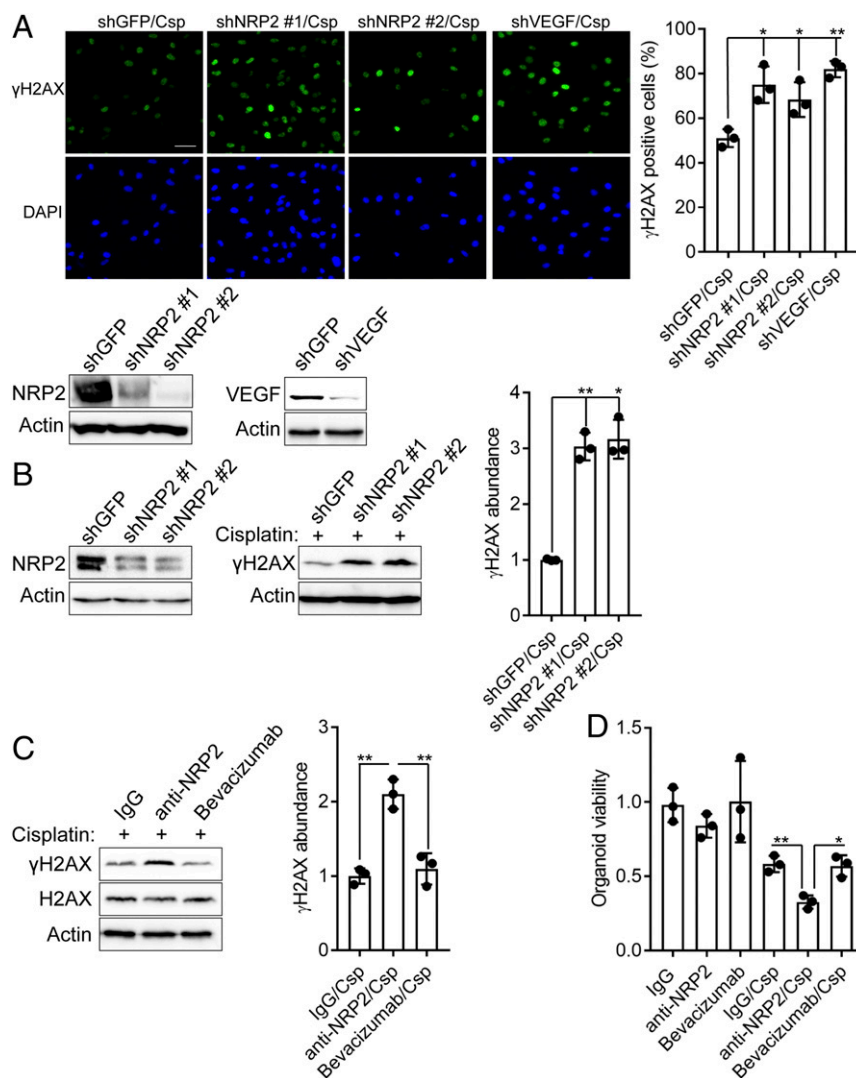 A
shGFP/Csp shNRP2 #1/Csp shNRP2 #2/Csp shVEGF/Csp
γH2AX
DAPI
γH2AX positive cells (%)
100
80
60
40
20
0
* * **
shGFP/Csp
shNRP2 #1/Csp
shNRP2 #2/Csp
shVEGF/Csp
shGFP
shNRP2 #1
shNRP2 #2
NRP2
Actin
shGFP
shVEGF
VEGF
Actin
B
shGFP
shNRP2 #1
shNRP2 #2
NRP2
Actin
shGFP
shNRP2 #1
shNRP2 #2
Cisplatin: + + +
γH2AX
Actin
γH2AX abundance
4
3
2
1
0
** *
shGFP/Csp
shNRP2 #1/Csp
shNRP2 #2/Csp
C
IgG
anti-NRP2
Bevacizumab
Cisplatin: + + +
γH2AX
H2AX
Actin
γH2AX abundance
3
2
1
0
** **
IgG/Csp
anti-NRP2/Csp
Bevacizumab/Csp
D
Organoid viability
1.5
1.0
0.5
0.0
** *
IgG
anti-NRP2
Bevacizumab
IgG/Csp
anti-NRP2/Csp
Bevacizumab/Csp